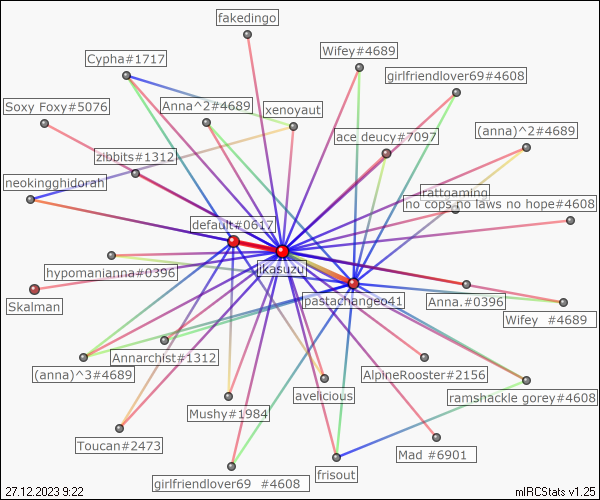 fakedingo
Wifey#4689
Cypha#1717
girlfriendlover69#4608
Soxy Foxy#5076
Anna^2#4689
xenoyaut
ace deucy#7097
(anna)^2#4689
zibbits#1312
neokingghidorah
rattgaming
no cops no laws no hope#4608
default#0617
jikasuzu
hypomanianna#0396
Skalman
pastachangeo41
Anna.#0396
Wifey #4689
Annarchist#1312
(anna)^3#4689
AlpineRooster#2156
avelicious
ramshackle gorey#4608
Mushy#1984
Toucan#2473
Mad #6901
frisout
girlfriendlover69 #4608
27.12.2023 9:22
mIRCStats v1.25